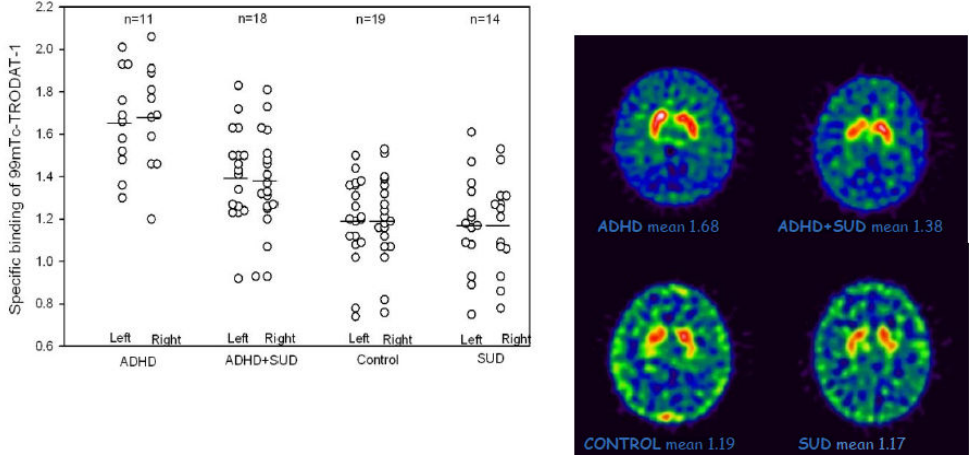 n=11 n=18 n=19 n=14
2.2
2.0
1.8
1.6
1.4
1.2
1.0
0.8
0.6
Specific binding of 99mTc-TRODAT-1
Left Right Left Right Left Right Left Right
ADHD ADHD+SUD Control SUD
ADHD mean 1.68 ADHD+SUD mean 1.38
CONTROL mean 1.19 SUD mean 1.17